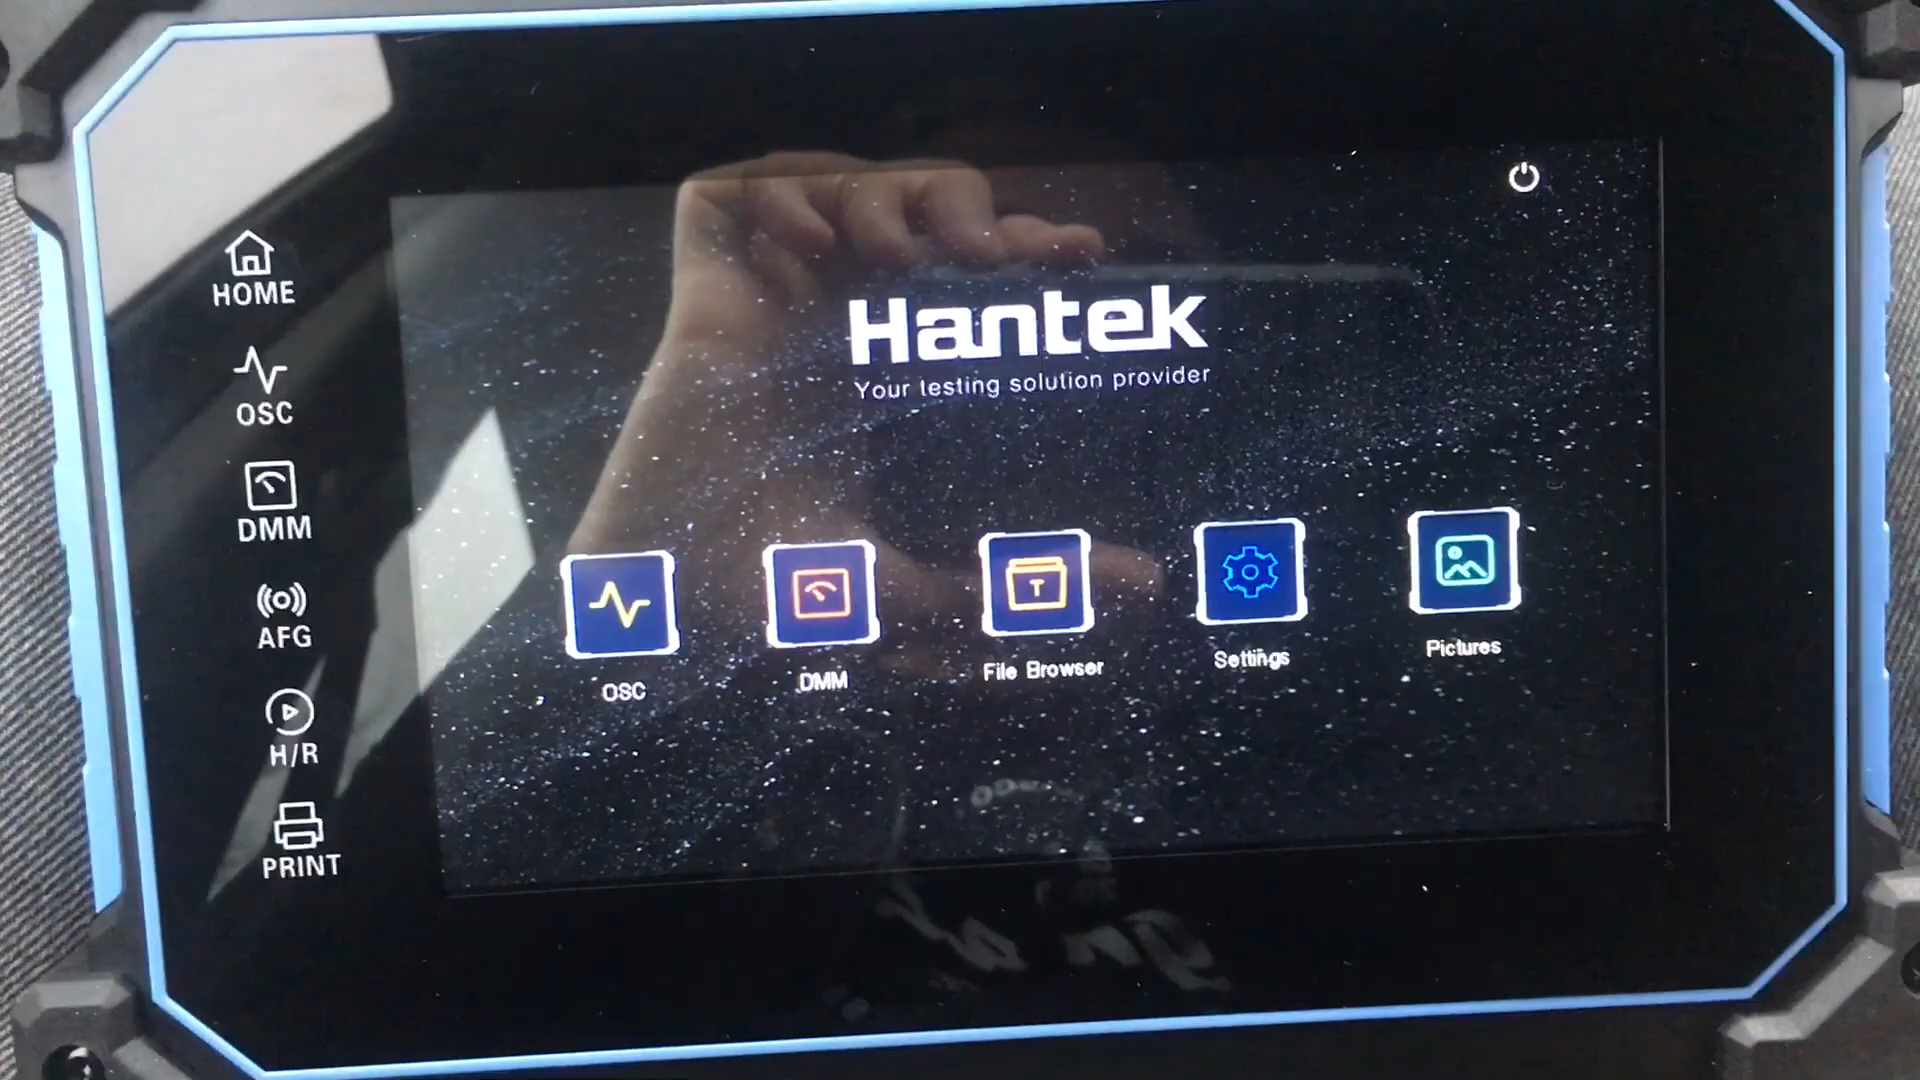 HOME
OSC
DMM
AFG
H/R
PRINT
Hantek
Your testing solution provider
OSC
DMM
File Browser
Settings
Pictures